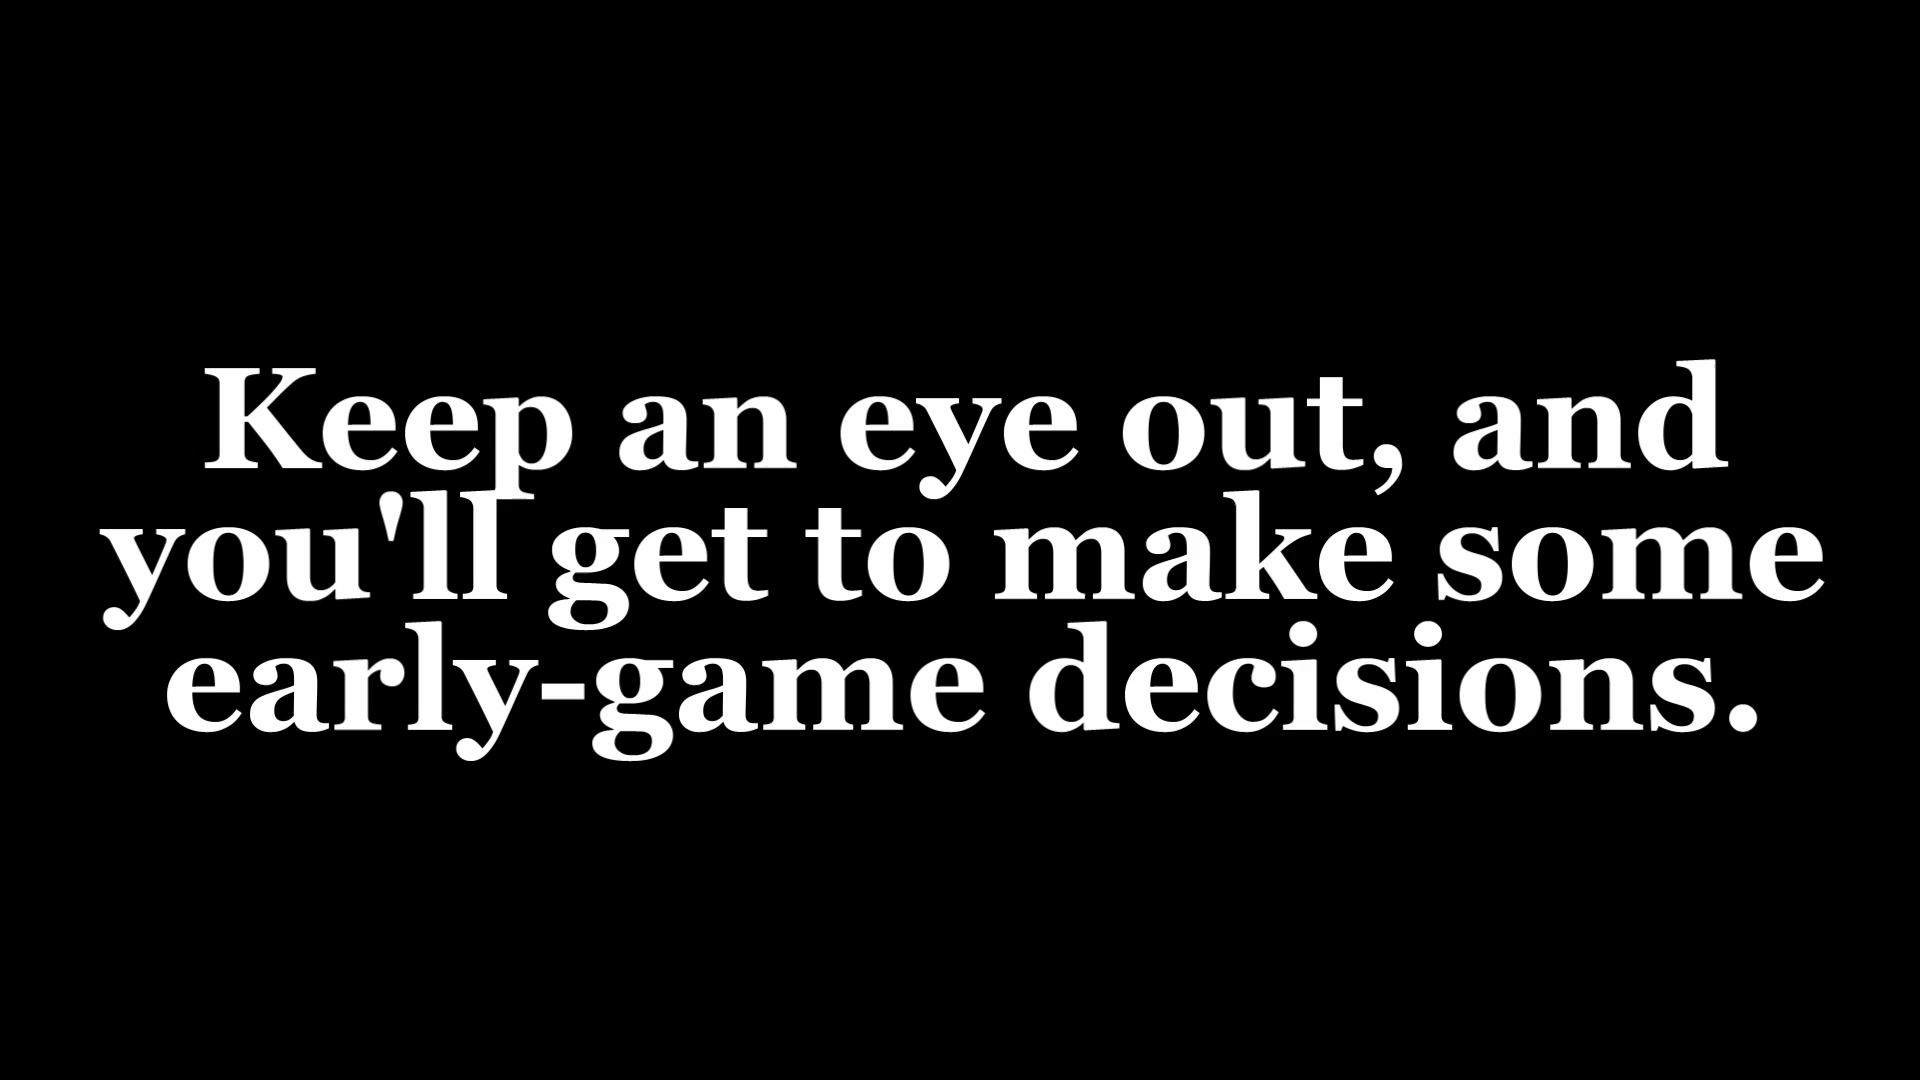 Keep an eye out, and
you'll get to make some
early-game decisions.